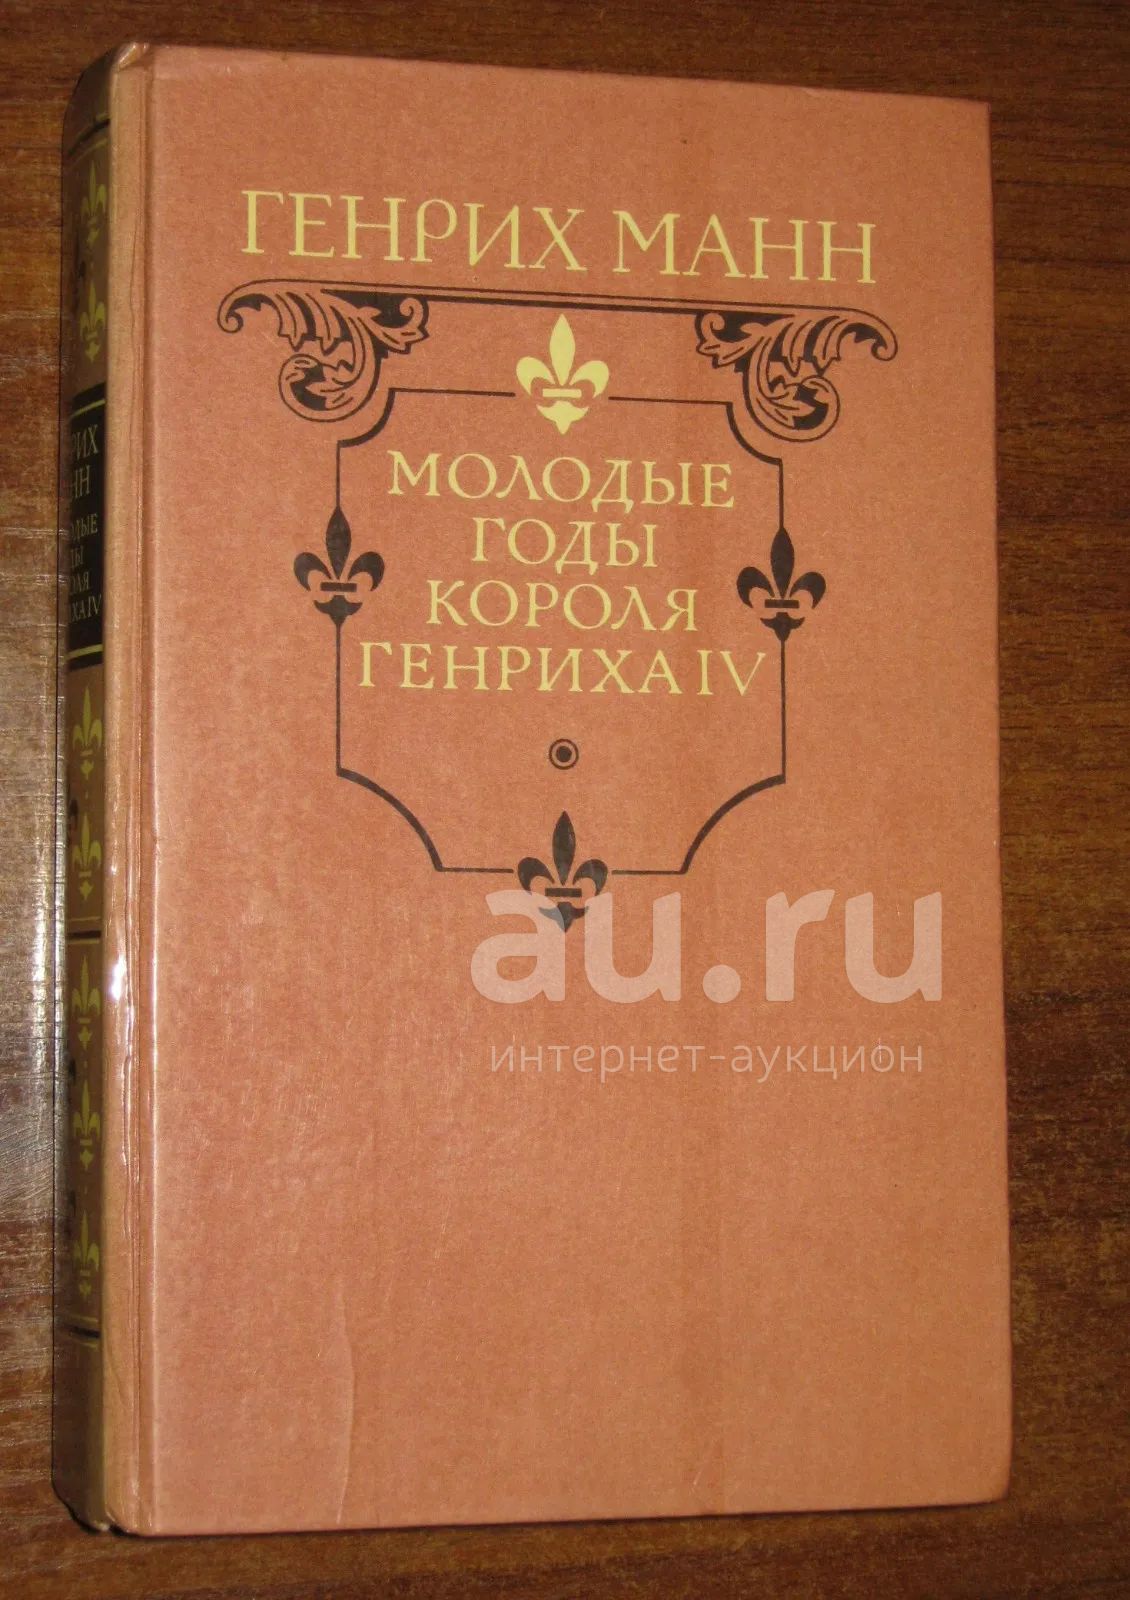 ГЕНРИХ МАНН
МОЛОДЫЕ
ГОДЫ
КОРОЛЯ
ГЕНРИХА IV
au.ru
интернет-аукцион